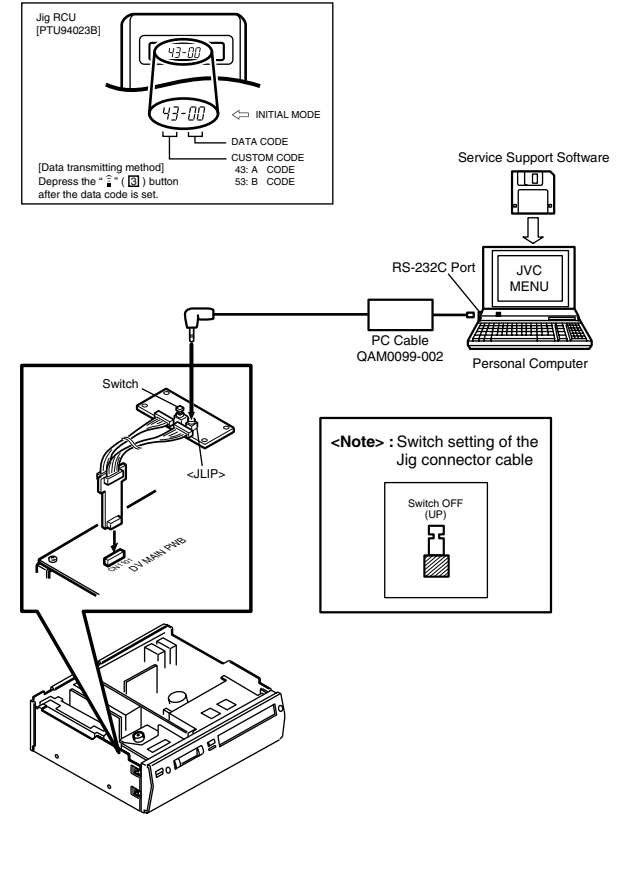 Jig RCU
[PTU94023B]
43-00
43-00
INITIAL MODE
DATA CODE
CUSTOM CODE
43: A CODE
53: B CODE
[Data transmitting method]
Depress the " " ( 3 ) button
after the data code is set.
Service Support Software
RS-232C Port
JVC
MENU
PC Cable
QAM0099-002
Personal Computer
Switch
<JLIP>
CN1101
DV MAIN PWB
<Note> : Switch setting of the
Jig connector cable
Switch OFF
(UP)